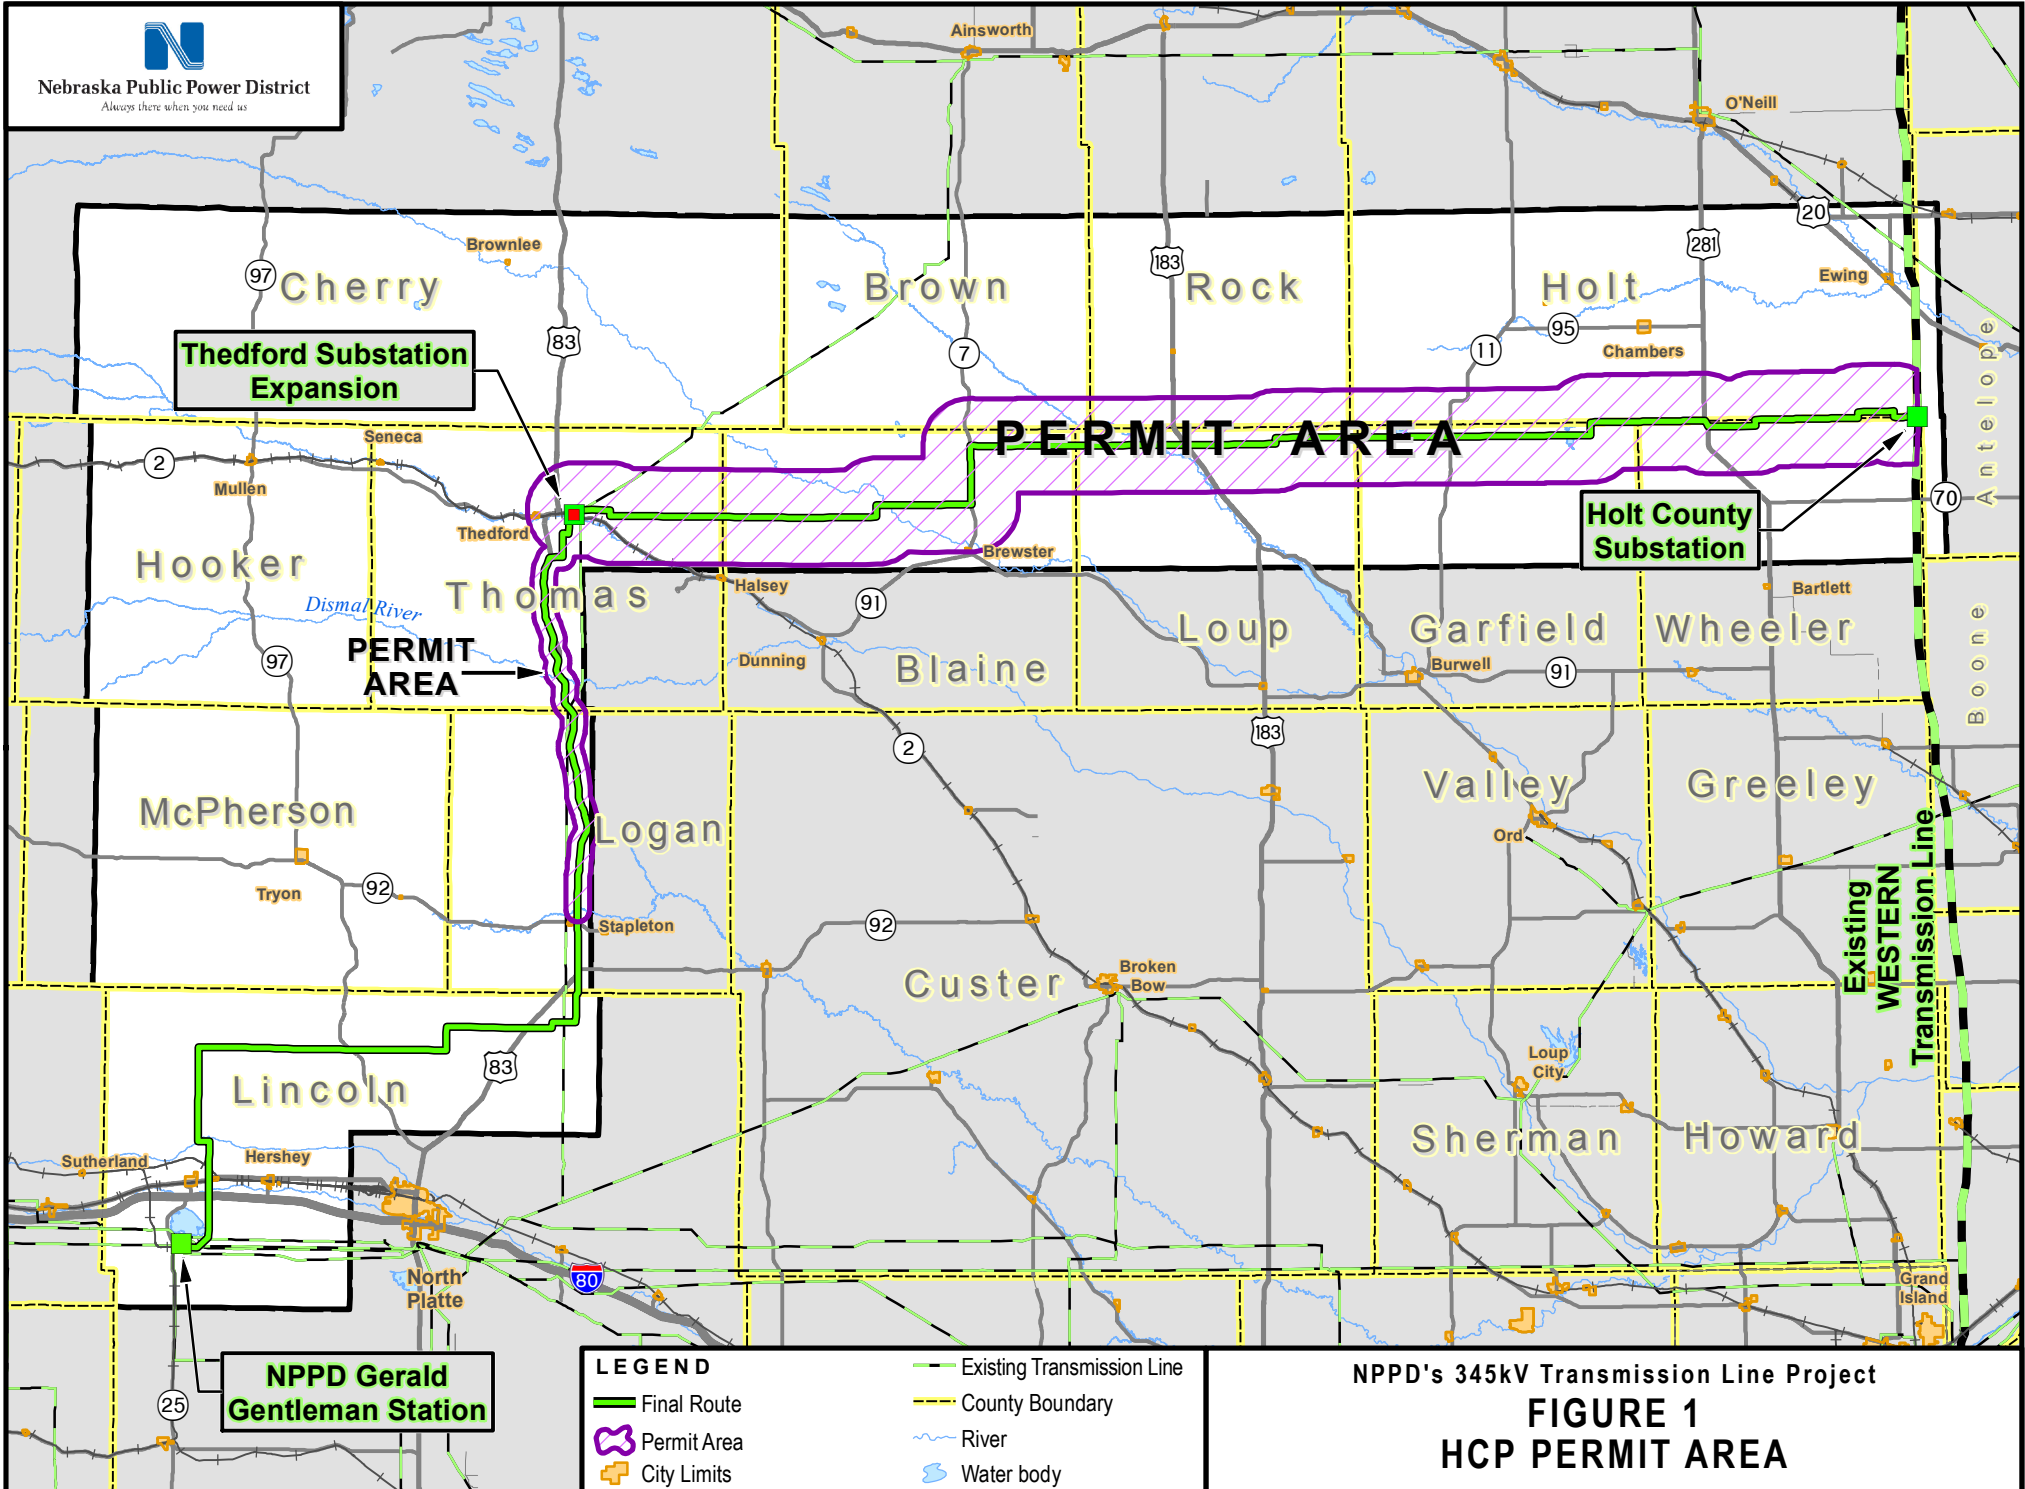 Nebraska Public Power District
Always there when you need us
Ainsworth
O'Neill
20
Brownlee
97
Cherry
Brown
183
Rock
281
Holt
Ewing
83
7
11
95
Chambers
Thedford Substation
Expansion
Antelope
Seneca
2
Mullen
PERMIT AREA
70
Thedford
Holt County
Substation
Brewster
Hooker
Thomas
Halsey
Dismal River
91
Bartlett
Loup
Garfield
Wheeler
Boone
97
PERMIT
AREA
Dunning
Blaine
Burwell
91
183
2
Valley
Greeley
McPherson
Logan
Ord
Tryon
92
Stapleton
92
Existing
WESTERN
Transmission Line
Custer
Broken
Bow
83
Lincoln
Loup
City
Sherman
Howard
Sutherland
Hershey
North
Platte
80
Grand
Island
NPPD Gerald
Gentleman Station
25
LEGEND
Final Route
Permit Area
City Limits
Existing Transmission Line
County Boundary
River
Water body
NPPD's 345kV Transmission Line Project
FIGURE 1
HCP PERMIT AREA